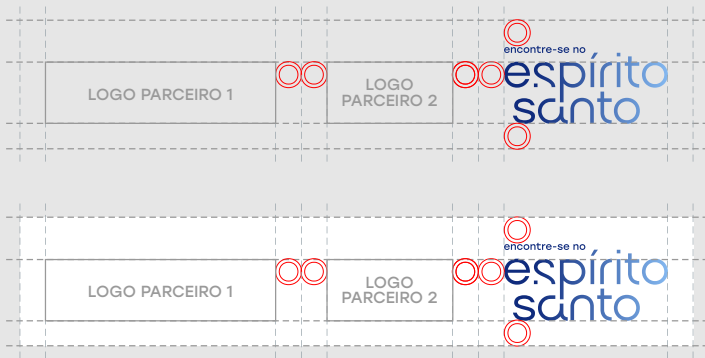 LOGO PARCEIRO 1
LOGO
PARCEIRO 2
encontre-se no
espírito
santo
LOGO PARCEIRO 1
LOGO
PARCEIRO 2
encontre-se no
espírito
santo